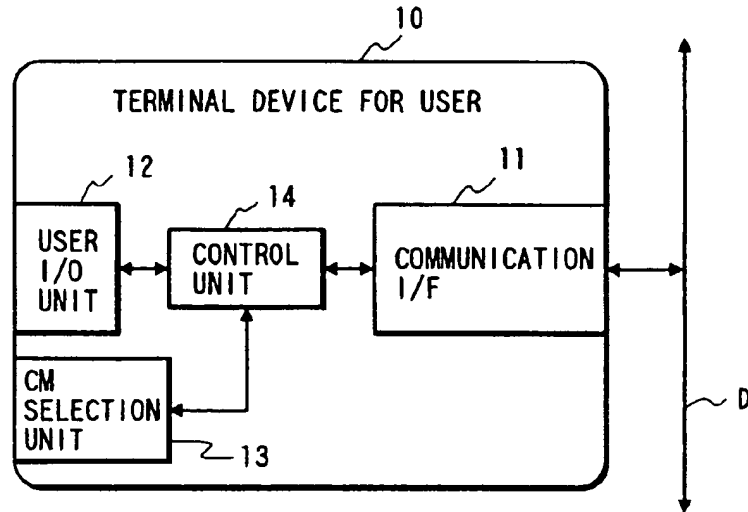 10
TERMINAL DEVICE FOR USER
12
14
11
USER
I/O
UNIT
CONTROL
UNIT
COMMUNICATION
I/F
CM
SELECTION
UNIT
13
D